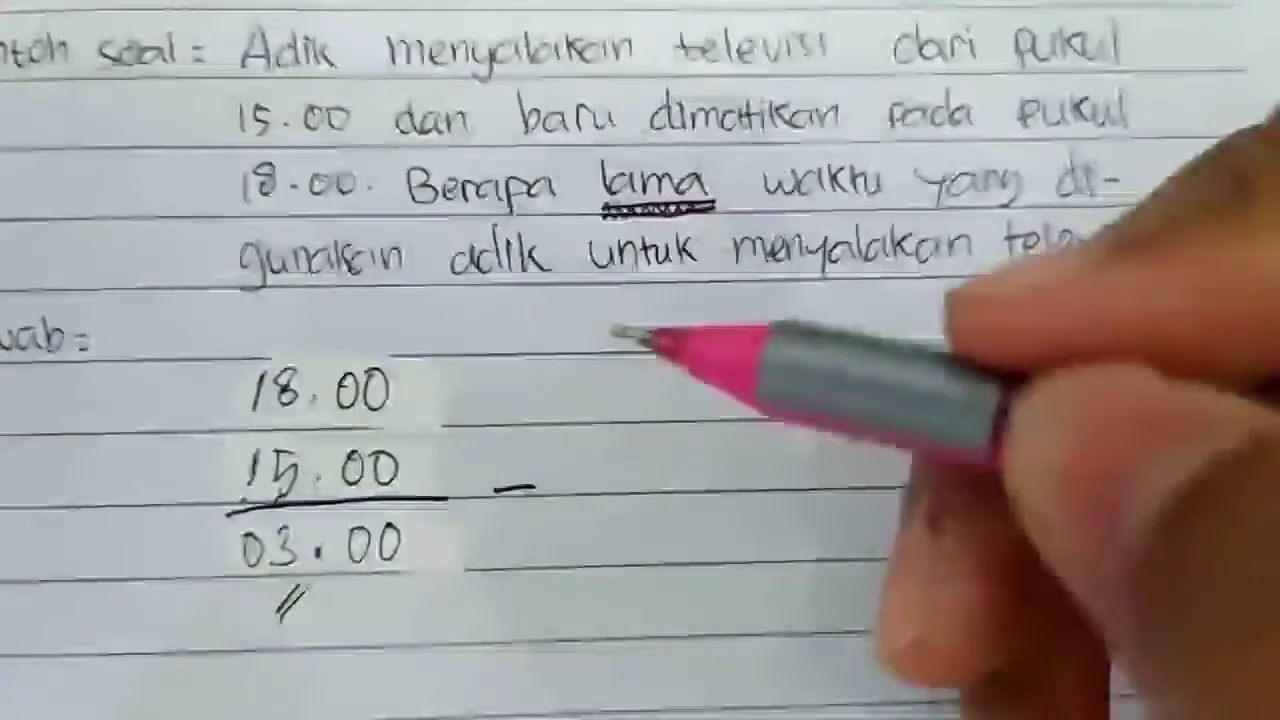 ntoh soal = Adik menyalakan televisi dari pukul
15.00 dan baru dimatikan pada pukul
18.00. Berapa lama waktu yang di-
gunakan adik untuk menyalakan tele
wab =
18.00
15.00 -
03.00